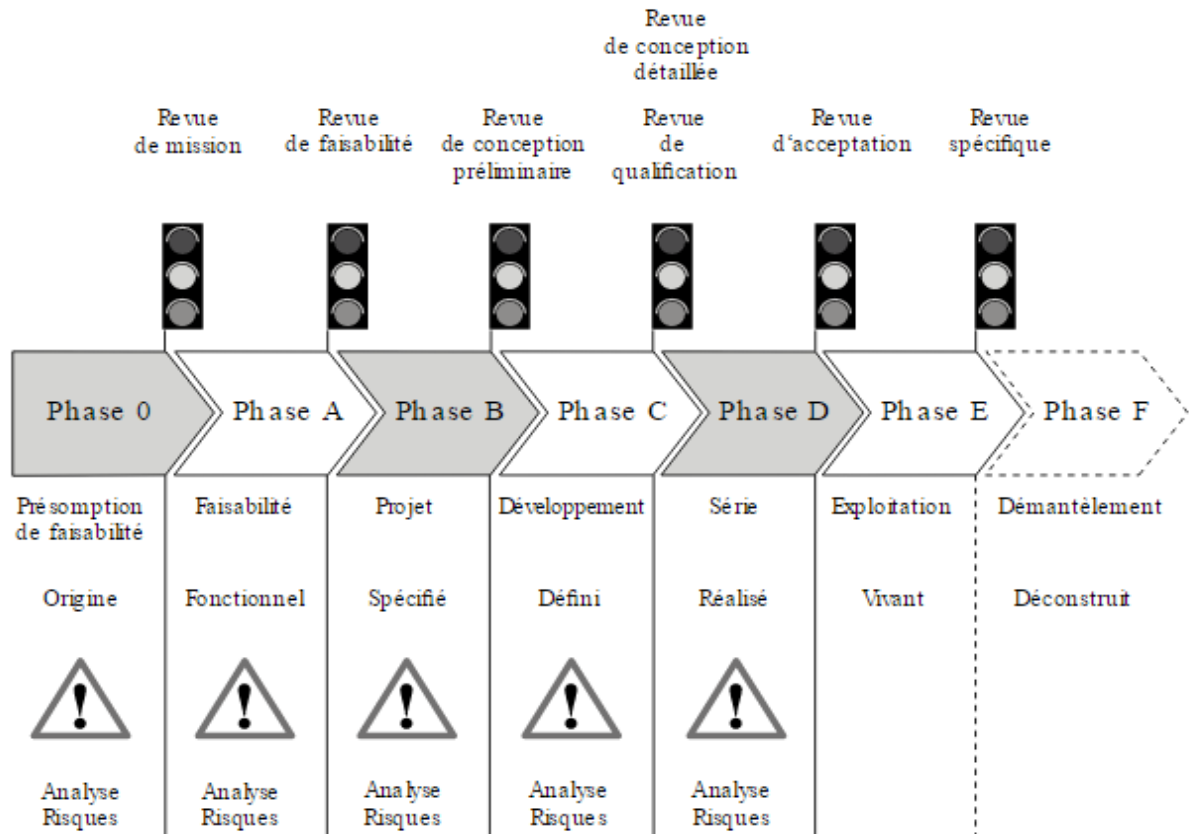 Revue
de conception
détaillée
Revue
de mission
Revue
de faisabilité
Revue
de conception
préliminaire
Revue
de
qualification
Revue
d'acceptation
Revue
spécifique
Phase 0
Phase A
Phase B
Phase C
Phase D
Phase E
Phase F
Présomption
de faisabilité
Faisabilité
Projet
Développement
Série
Exploitation
Démantèlement
Origine
Fonctionnel
Spécifié
Défini
Réalisé
Vivant
Déconstruit
!
!
!
!
!
Analyse
Risques
Analyse
Risques
Analyse
Risques
Analyse
Risques
Analyse
Risques